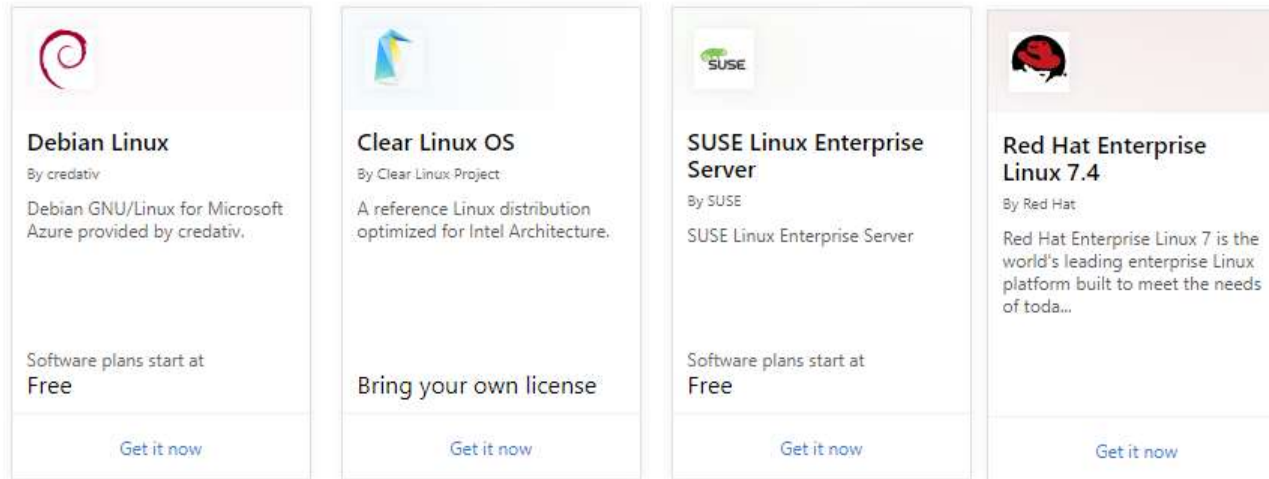 Debian Linux
By credativ
Debian GNU/Linux for Microsoft
Azure provided by credativ.
Software plans start at
Free
Get it now
Clear Linux OS
By Clear Linux Project
A reference Linux distribution
optimized for Intel Architecture.
Bring your own license
Get it now
SUSE
SUSE Linux Enterprise
Server
By SUSE
SUSE Linux Enterprise Server
Software plans start at
Free
Get it now
Red Hat Enterprise
Linux 7.4
By Red Hat
Red Hat Enterprise Linux 7 is the
world's leading enterprise Linux
platform built to meet the needs
of toda...
Get it now